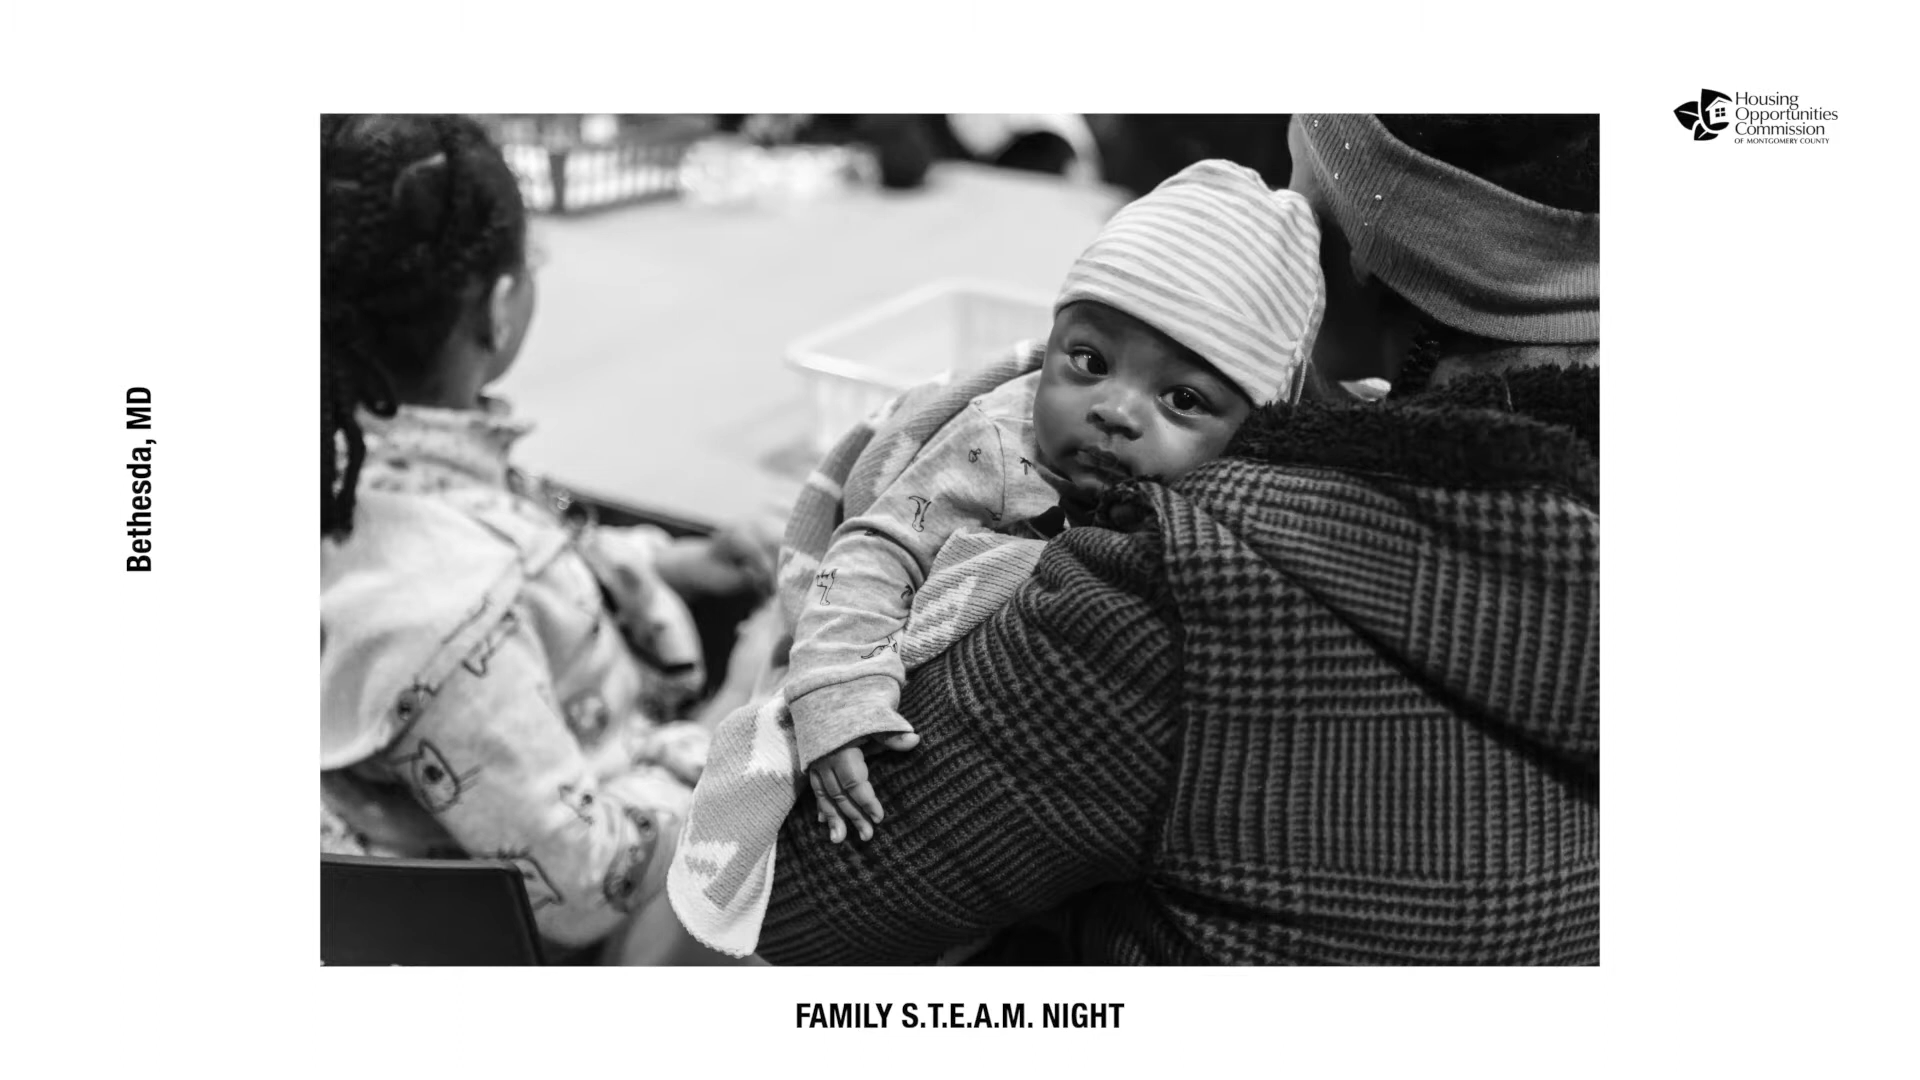 Housing
Opportunities
Commission
OF MONTGOMERY COUNTY
Bethesda, MD
FAMILY S.T.E.A.M. NIGHT